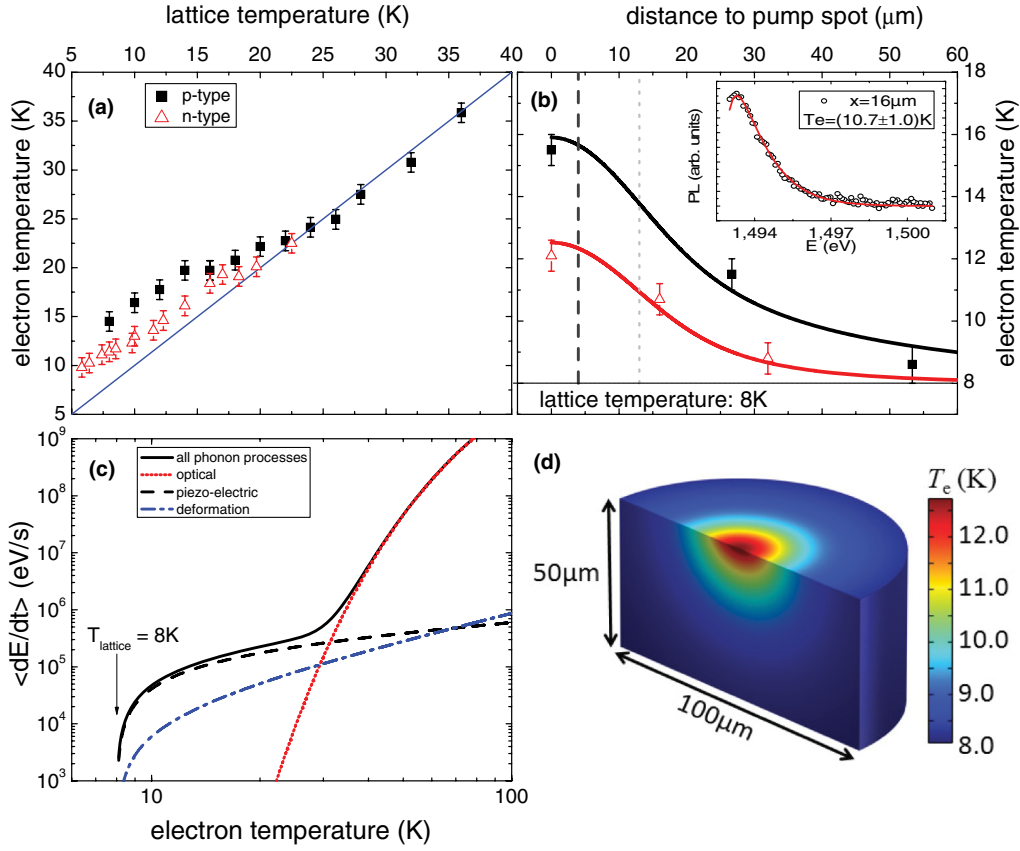 lattice temperature (K)
5 10 15 20 25 30 35 40
distance to pump spot (μm)
0 10 20 30 40 50 60
(a)
p-type
n-type
electron temperature (K)
40
35
30
25
20
15
10
5
(b)
x=16μm
Te=(10.7±1.0)K
PL (arb. units)
1,494 1,497 1,500
E (eV)
lattice temperature: 8K
18
16
14
12
10
8
electron temperature (K)
(c)
all phonon processes
optical
piezo-electric
deformation
<dE/dt> (eV/s)
10⁹
10⁸
10⁷
10⁶
10⁵
10⁴
10³
Tlattice = 8K
10 100
electron temperature (K)
(d)
Te (K)
12.0
11.0
10.0
9.0
8.0
50μm
100μm